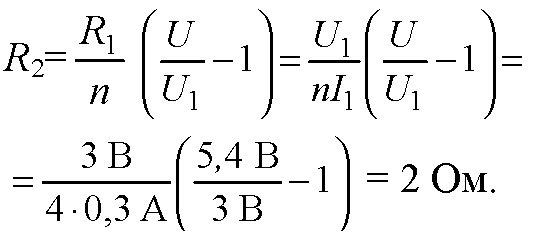 R₂= R₁/n (U/U₁ − 1) = U₁/nI₁ (U/U₁ − 1) =
= 3 В/4·0,3 А (5,4 В/3 В − 1) = 2 Ом.